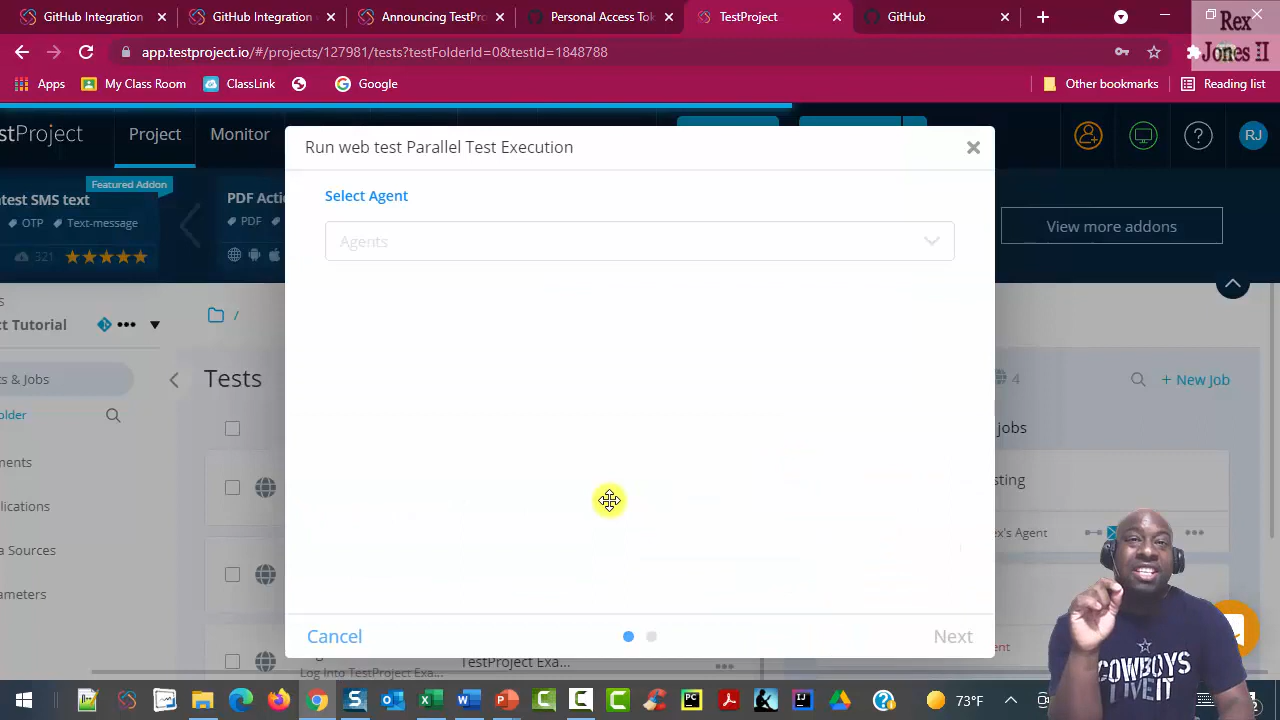 GitHub Integration
GitHub Integration
Announcing TestPro
Personal Access Tok
TestProject
GitHub
Rex
Jones II
app.testproject.io/#/projects/127981/tests?testFolderId=0&testId=1848788
Apps
My Class Room
ClassLink
Google
Other bookmarks
Reading list
stProject
Project
Monitor
RJ
Run web test Parallel Test Execution
Featured Addon
atest SMS text
PDF Acti
OTP
Text-message
PDF
321
View more addons
Select Agent
Agents
ct Tutorial
/
s & Jobs
Tests
4
+ New Job
older
jobs
ments
sting
lications
ex's Agent
a Sources
ameters
gent
Cancel
Next
Log Into TestProject Exa...
TestProject Exa...
COWBOYS
LIVE IT
73°F